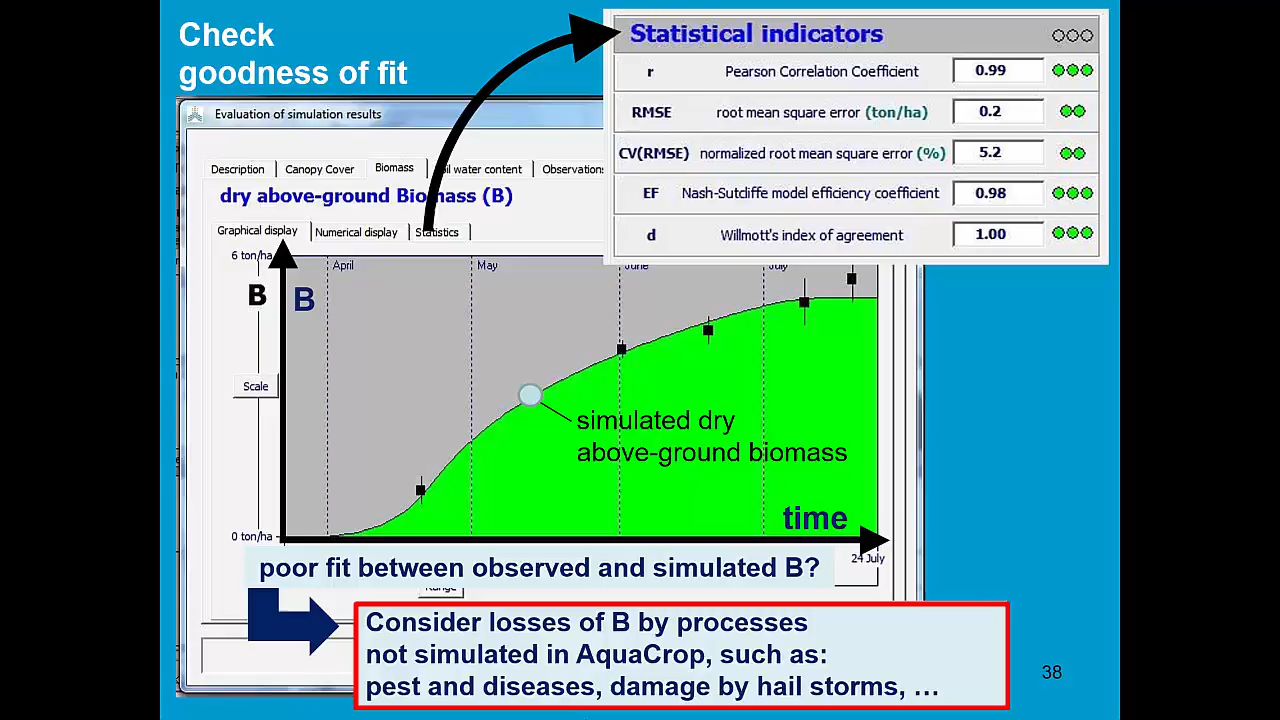 Check
goodness of fit
Statistical indicators
r Pearson Correlation Coefficient 0.99
RMSE root mean square error (ton/ha) 0.2
CV(RMSE) normalized root mean square error (%) 5.2
EF Nash-Sutcliffe model efficiency coefficient 0.98
d Willmott's index of agreement 1.00
Evaluation of simulation results
Description Canopy Cover Biomass soil water content Observations
dry above-ground Biomass (B)
Graphical display Numerical display Statistics
6 ton/ha
April May June July
B B
Scale
simulated dry
above-ground biomass
time
0 ton/ha
24 July
poor fit between observed and simulated B?
Range
Consider losses of B by processes
not simulated in AquaCrop, such as:
pest and diseases, damage by hail storms, …
38